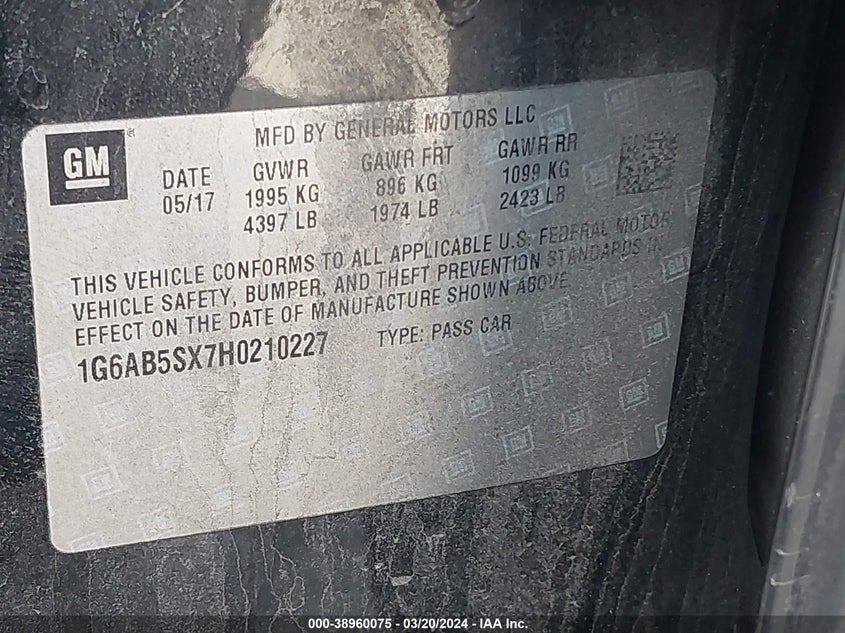 GM
MFD BY GENERAL MOTORS LLC
DATE GVWR GAWR FRT GAWR RR
05/17 1995 KG 896 KG 1099 KG
4397 LB 1974 LB 2423 LB
THIS VEHICLE CONFORMS TO ALL APPLICABLE U.S. FEDERAL MOTOR
VEHICLE SAFETY, BUMPER, AND THEFT PREVENTION STANDARDS IN
EFFECT ON THE DATE OF MANUFACTURE SHOWN ABOVE.
1G6AB5SX7H0210227 TYPE: PASS CAR
000-38960075 — 03/20/2024 — IAA Inc.